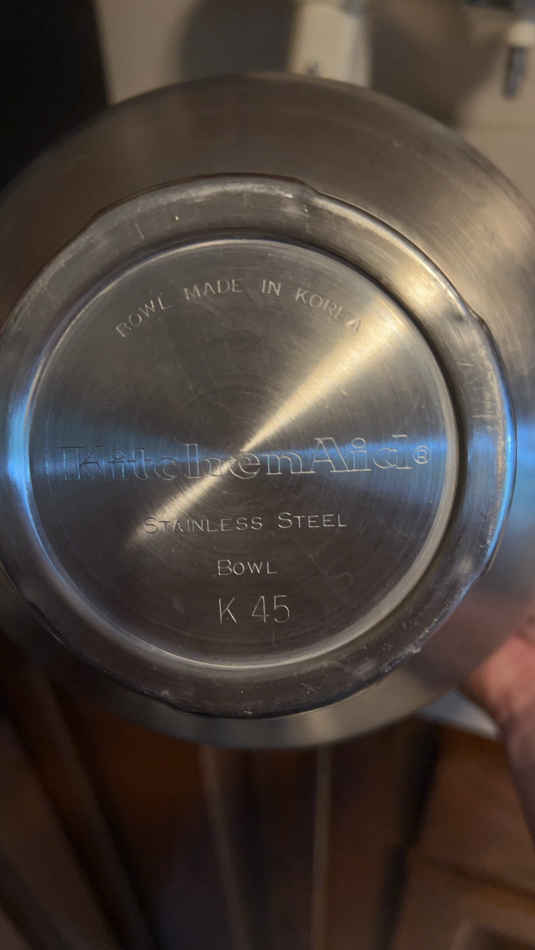 BOWL MADE IN KOREA
KitchenAid®
STAINLESS STEEL
BOWL
K 45